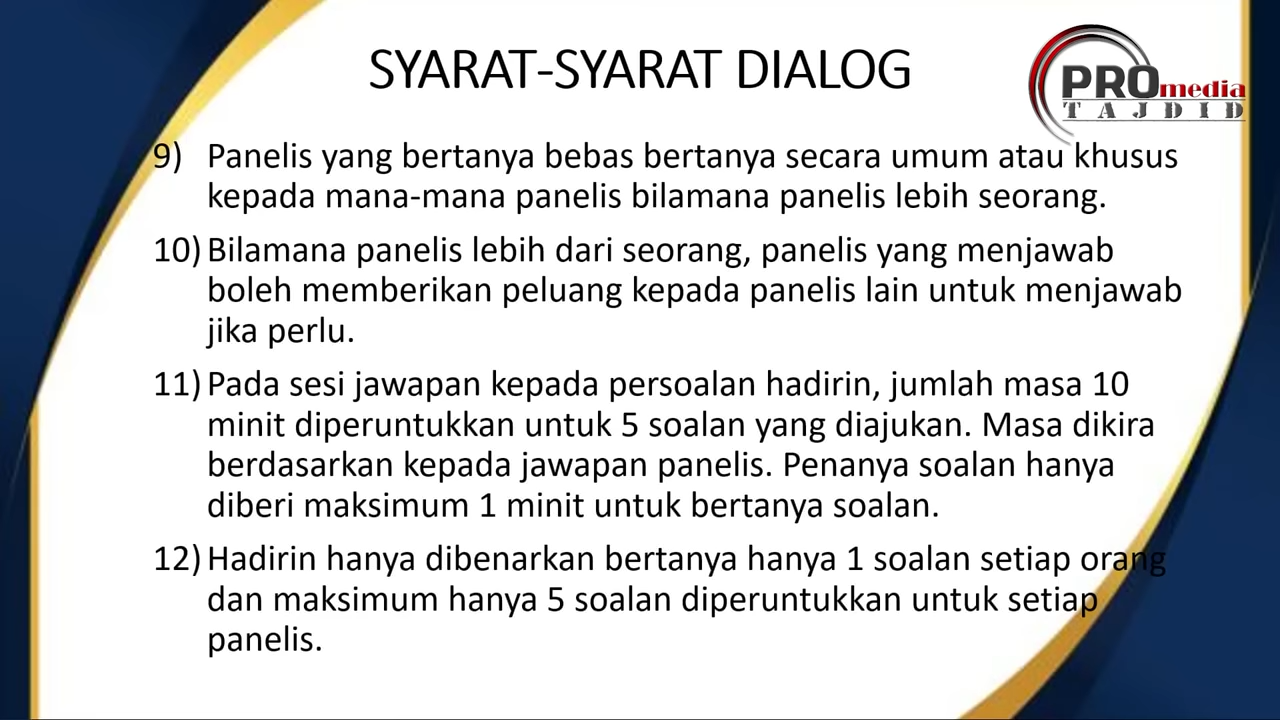 SYARAT-SYARAT DIALOG
PROmedia
TAJDID
9) Panelis yang bertanya bebas bertanya secara umum atau khusus
kepada mana-mana panelis bilamana panelis lebih seorang.
10) Bilamana panelis lebih dari seorang, panelis yang menjawab
boleh memberikan peluang kepada panelis lain untuk menjawab
jika perlu.
11) Pada sesi jawapan kepada persoalan hadirin, jumlah masa 10
minit diperuntukkan untuk 5 soalan yang diajukan. Masa dikira
berdasarkan kepada jawapan panelis. Penanya soalan hanya
diberi maksimum 1 minit untuk bertanya soalan.
12) Hadirin hanya dibenarkan bertanya hanya 1 soalan setiap orang
dan maksimum hanya 5 soalan diperuntukkan untuk setiap
panelis.